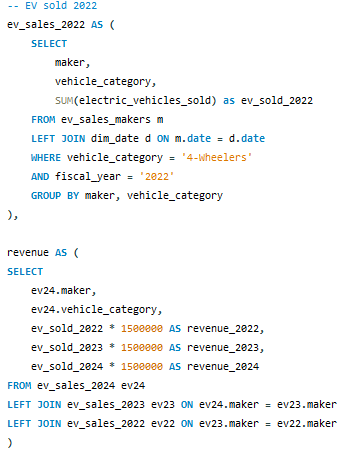 -- EV sold 2022
ev_sales_2022 AS (
SELECT
maker,
vehicle_category,
SUM(electric_vehicles_sold) as ev_sold_2022
FROM ev_sales_makers m
LEFT JOIN dim_date d ON m.date = d.date
WHERE vehicle_category = '4-Wheelers'
AND fiscal_year = '2022'
GROUP BY maker, vehicle_category
),
revenue AS (
SELECT
ev24.maker,
ev24.vehicle_category,
ev_sold_2022 * 1500000 AS revenue_2022,
ev_sold_2023 * 1500000 AS revenue_2023,
ev_sold_2024 * 1500000 AS revenue_2024
FROM ev_sales_2024 ev24
LEFT JOIN ev_sales_2023 ev23 ON ev24.maker = ev23.maker
LEFT JOIN ev_sales_2022 ev22 ON ev23.maker = ev22.maker
)